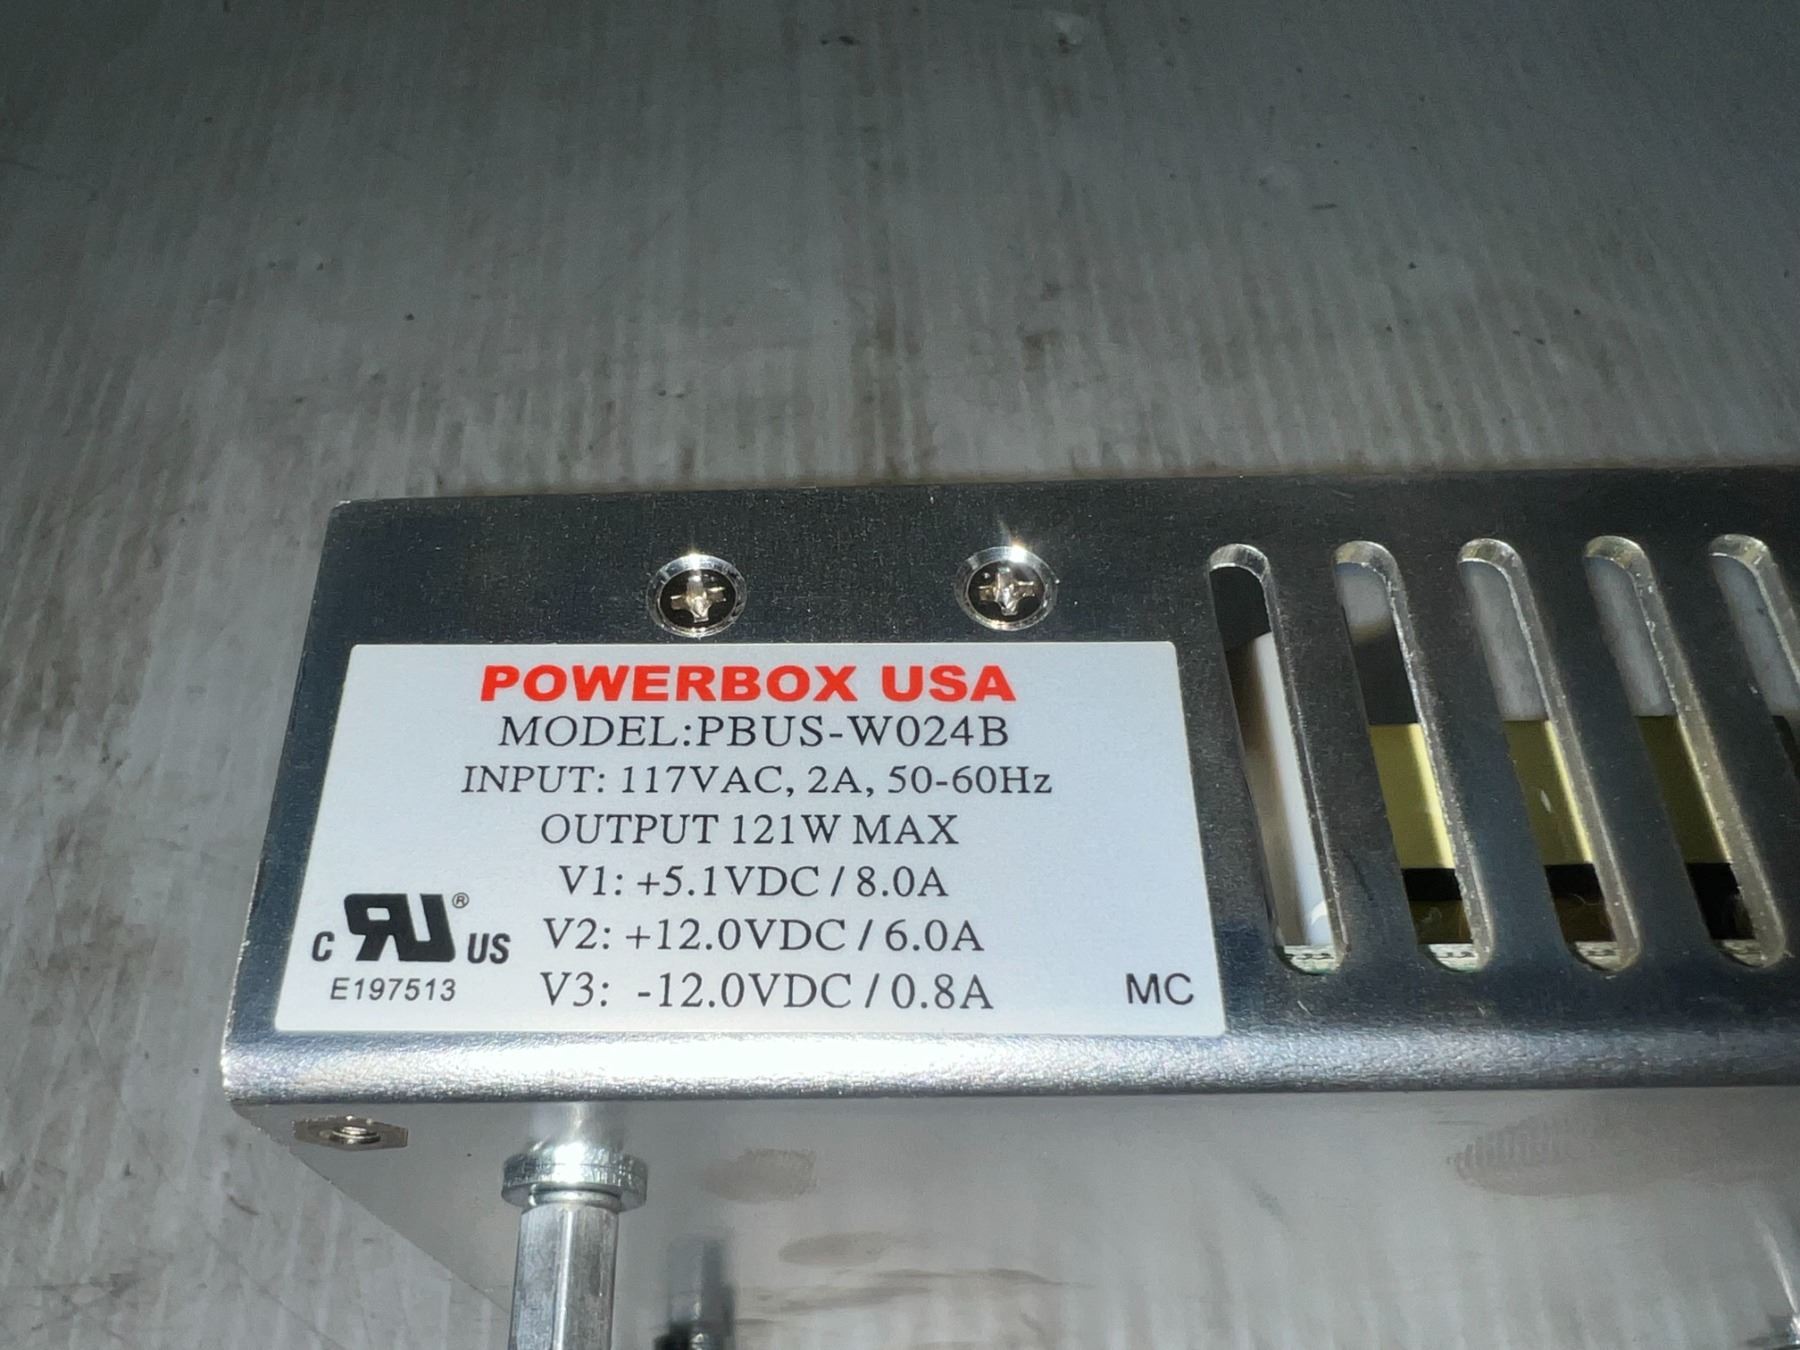 POWERBOX USA
MODEL:PBUS-W024B
INPUT: 117VAC, 2A, 50-60Hz
OUTPUT 121W MAX
V1: +5.1VDC / 8.0A
V2: +12.0VDC / 6.0A
V3: -12.0VDC / 0.8A
C RU ® US
E197513
MC